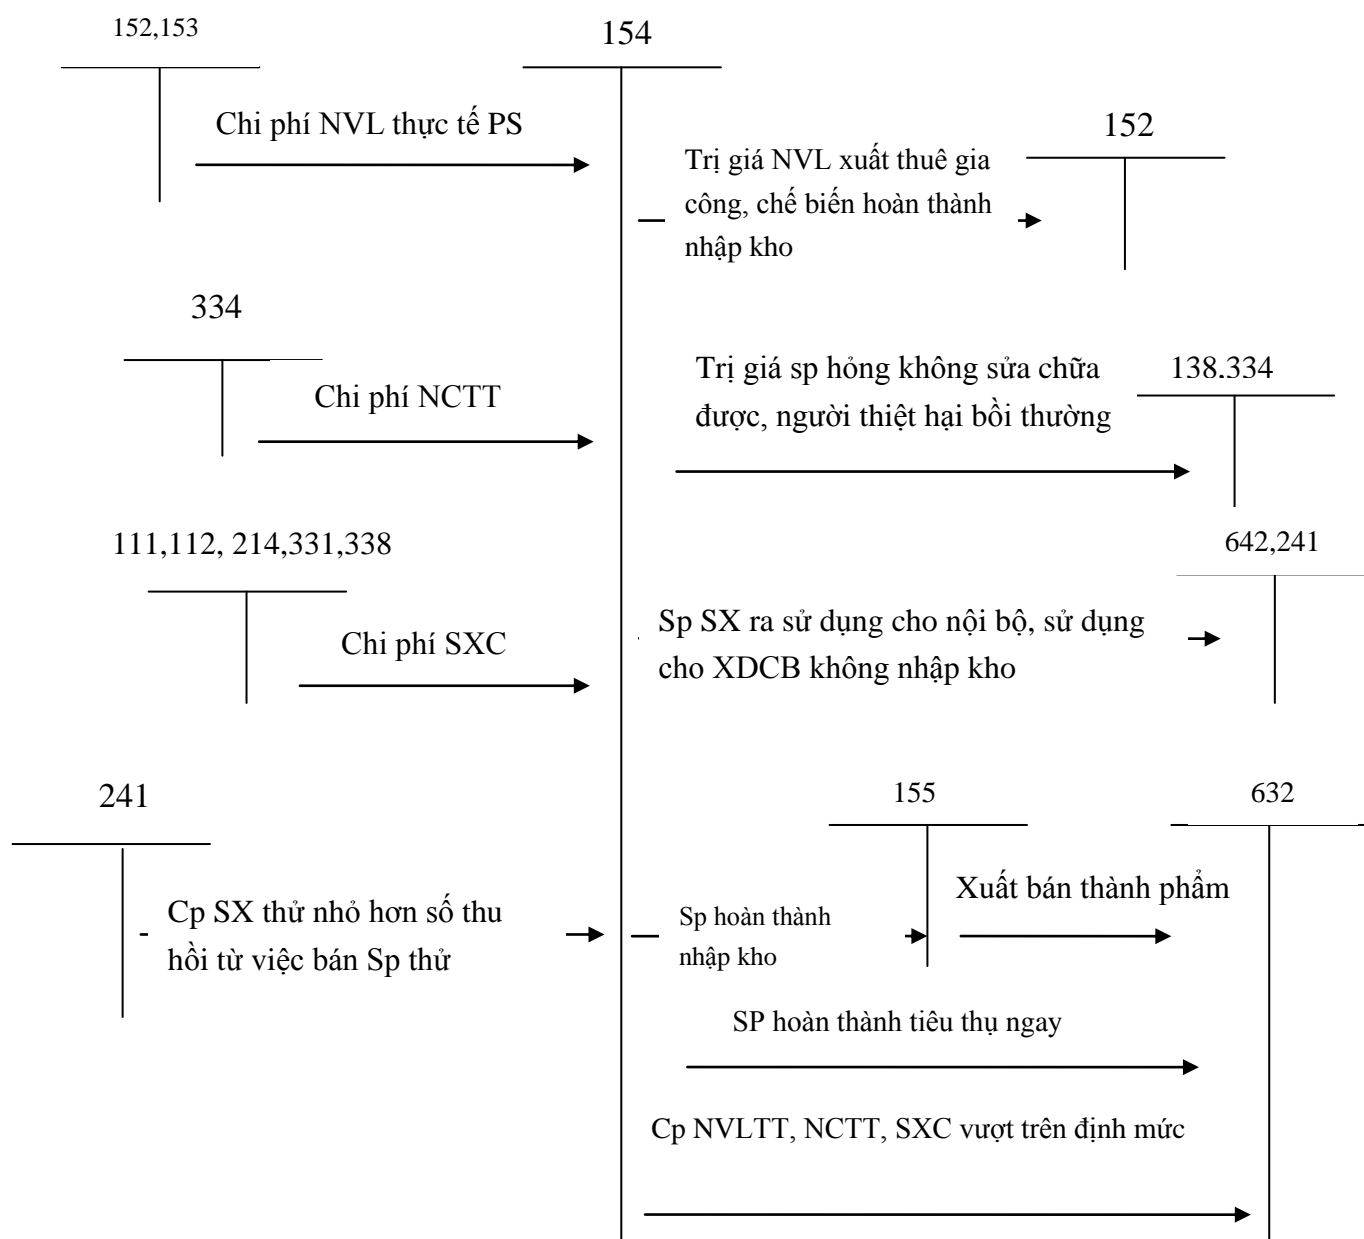 152,153
154
Chi phí NVL thực tế PS
152
Trị giá NVL xuất thuê gia
công, chế biến hoàn thành
nhập kho
334
Chi phí NCTT
Trị giá sp hỏng không sửa chữa
được, người thiệt hại bồi thường
138.334
111,112, 214,331,338
642,241
Chi phí SXC
Sp SX ra sử dụng cho nội bộ, sử dụng
cho XDCB không nhập kho
241
155
632
Cp SX thử nhỏ hơn số thu
hồi từ việc bán Sp thử
Sp hoàn thành
nhập kho
Xuất bán thành phẩm
SP hoàn thành tiêu thụ ngay
Cp NVLTT, NCTT, SXC vượt trên định mức